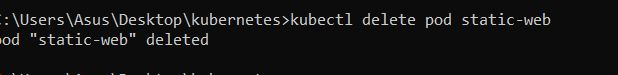 :\Users\Asus\Desktop\kubernetes>kubectl delete pod static-web
pod "static-web" deleted